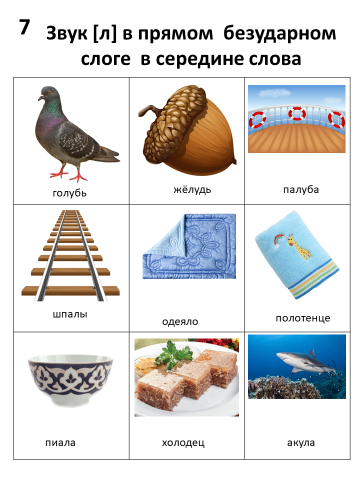 7
Звук [л] в прямом безударном
слоге в середине слова
голубь
жёлудь
палуба
шпалы
одеяло
полотенце
пиала
холодец
акула